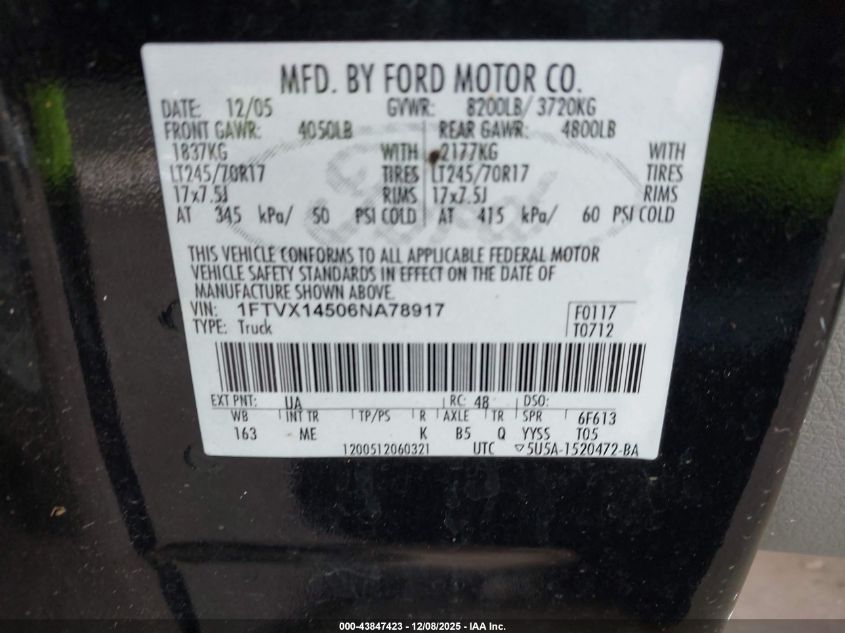 MFD. BY FORD MOTOR CO.
DATE: 12/05 GVWR: 8200LB/ 3720KG
FRONT GAWR: 4050LB REAR GAWR: 4800LB
1837KG WITH 2177KG WITH
LT245/70R17 TIRES LT245/70R17 TIRES
17x7.5J RIMS 17x7.5J RIMS
AT 345 kPa/ 50 PSI COLD AT 415 kPa/ 60 PSI COLD
THIS VEHICLE CONFORMS TO ALL APPLICABLE FEDERAL MOTOR
VEHICLE SAFETY STANDARDS IN EFFECT ON THE DATE OF
MANUFACTURE SHOWN ABOVE.
VIN: 1FTVX14506NA78917 F0117
TYPE: Truck T0712
EXT PNT: UA RC: 48 DSO:
WB INT TR TP/PS R AXLE TR SPR 6F613
163 ME K B5 Q YYSS T05
1200512060321 UTC ▽5U5A-1520472-BA
000-43847423 - 12/08/2025 - IAA Inc.